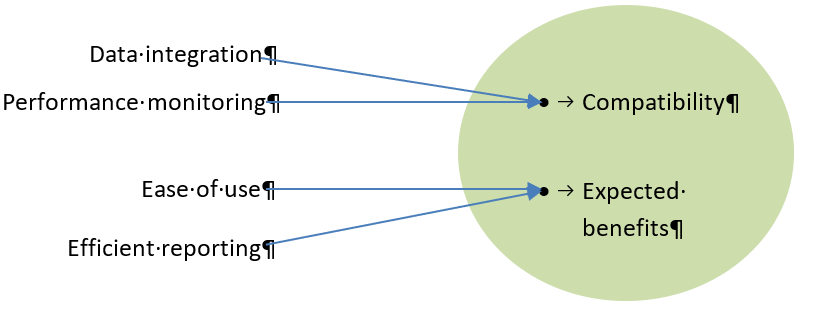 Data·integration¶
Performance·monitoring¶
• → Compatibility¶
Ease·of·use¶
• → Expected·
benefits¶
Efficient·reporting¶